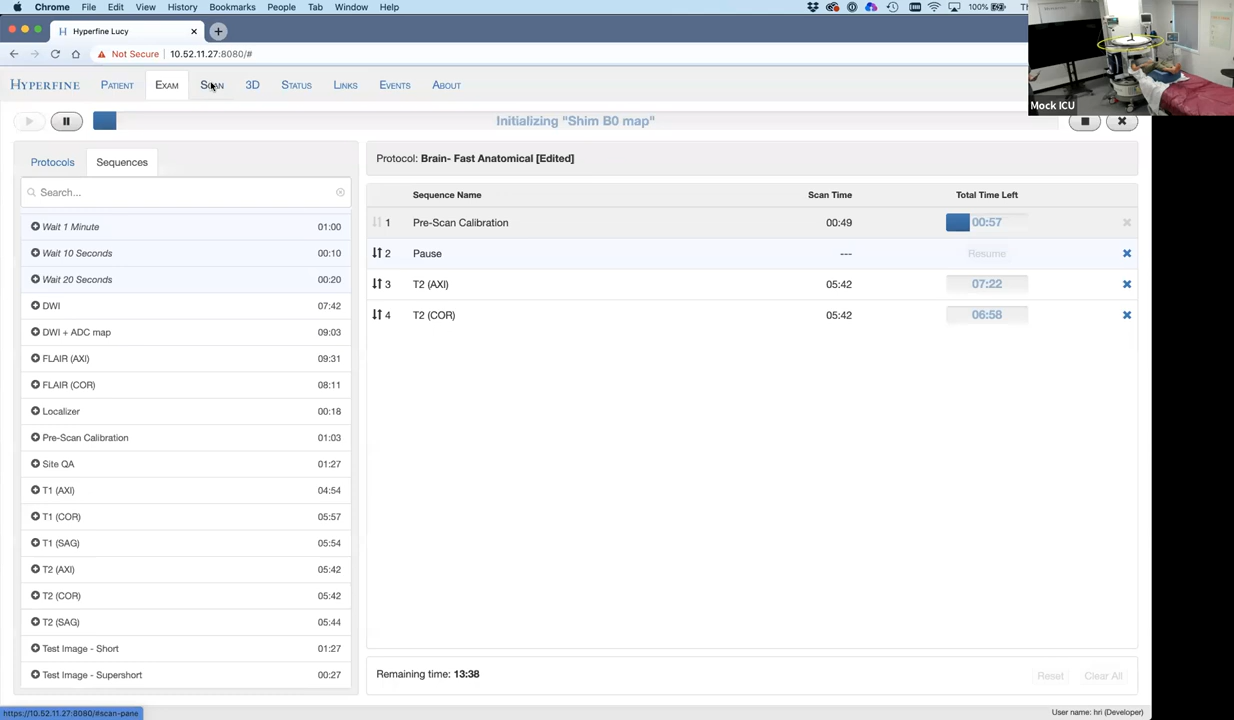 Chrome File Edit View History Bookmarks People Tab Window Help 100% Th
Hyperfine Lucy
Not Secure 10.52.11.27:8080/#
HYPERFINE PATIENT EXAM SCAN 3D STATUS LINKS EVENTS ABOUT
Mock ICU
Initializing "Shim B0 map"
Protocols Sequences
Search...
Wait 1 Minute 01:00
Wait 10 Seconds 00:10
Wait 20 Seconds 00:20
DWI 07:42
DWI + ADC map 09:03
FLAIR (AXI) 09:31
FLAIR (COR) 08:11
Localizer 00:18
Pre-Scan Calibration 01:03
Site QA 01:27
T1 (AXI) 04:54
T1 (COR) 05:57
T1 (SAG) 05:54
T2 (AXI) 05:42
T2 (COR) 05:42
T2 (SAG) 05:44
Test Image - Short 01:27
Test Image - Supershort 00:27
Protocol: Brain- Fast Anatomical [Edited]
Sequence Name Scan Time Total Time Left
1 Pre-Scan Calibration 00:49 00:57
2 Pause --- Resume
3 T2 (AXI) 05:42 07:22
4 T2 (COR) 05:42 06:58
Remaining time: 13:38 Reset Clear All
https://10.52.11.27:8080/#scan-pane
User name: hri (Developer)